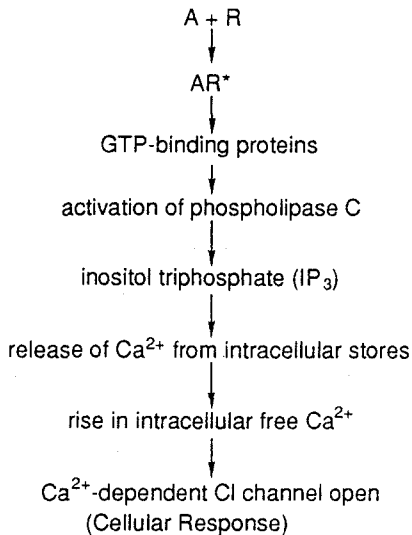 A + R
AR*
GTP-binding proteins
activation of phospholipase C
inositol triphosphate (IP₃)
release of Ca²⁺ from intracellular stores
rise in intracellular free Ca²⁺
Ca²⁺-dependent Cl channel open
(Cellular Response)